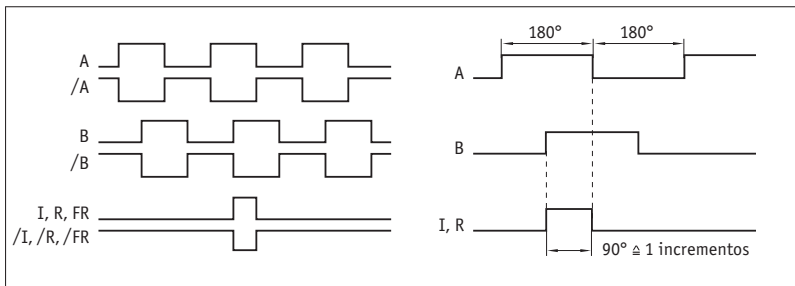 A
/A
B
/B
I, R, FR
/I, /R, /FR
180° 180°
A
B
I, R
90° ≙ 1 incrementos